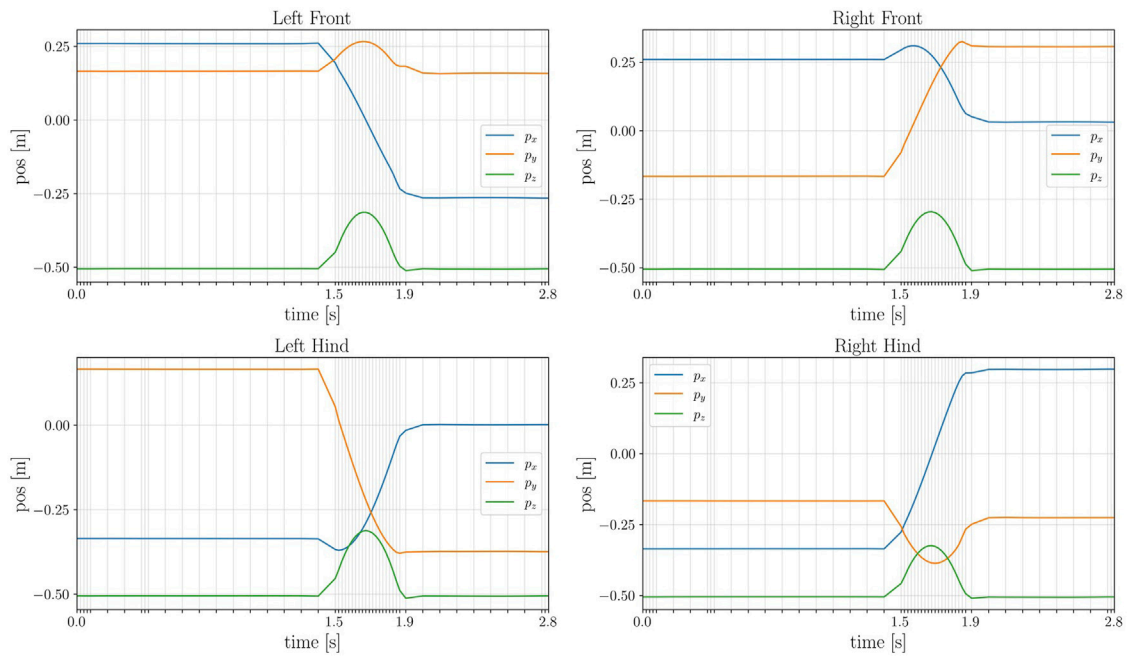 Left Front
0.25
0.00
−0.25
−0.50
pos [m]
p_x
p_y
p_z
0.0
1.5
1.9
2.8
time [s]
Right Front
0.25
0.00
−0.25
−0.50
pos [m]
p_x
p_y
p_z
0.0
1.5
1.9
2.8
time [s]
Left Hind
0.00
−0.25
−0.50
pos [m]
p_x
p_y
p_z
0.0
1.5
1.9
2.8
time [s]
Right Hind
0.25
0.00
−0.25
−0.50
pos [m]
p_x
p_y
p_z
0.0
1.5
1.9
2.8
time [s]